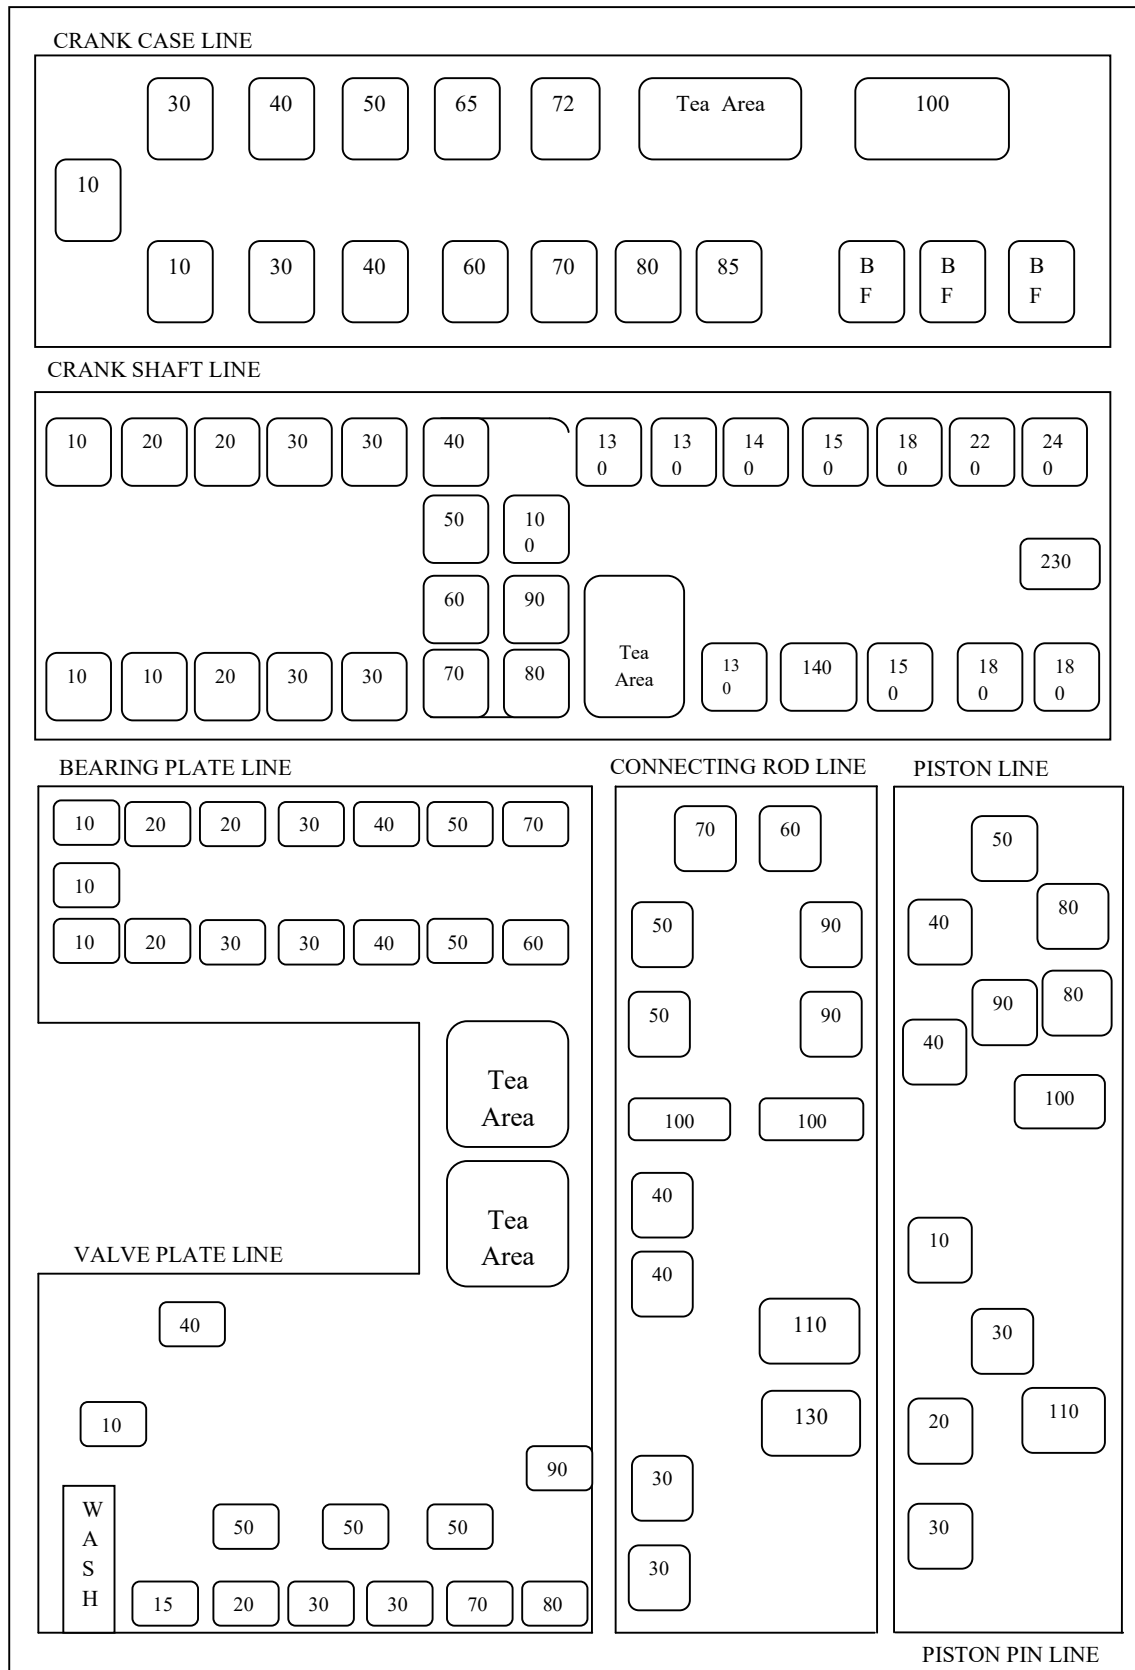 CRANK CASE LINE
30 40 50 65 72 Tea Area 100
10
10 30 40 60 70 80 85 B B B
F F F
CRANK SHAFT LINE
10 20 20 30 30 40 13 13 14 15 18 22 24
0 0 0 0 0 0 0
50 10
0
230
60 90
Tea
Area
10 10 20 30 30 70 80 13 140 15 18 18
0 0 0 0
BEARING PLATE LINE
10 20 20 30 40 50 70
10
10 20 30 30 40 50 60
Tea
Area
Tea
Area
VALVE PLATE LINE
40
10
90
W
A
S
H
50 50 50
15 20 30 30 70 80
CONNECTING ROD LINE
70 60
50 90
50 90
100 100
40
40
110
130
30
30
PISTON LINE
50
80
40
80
90
40
100
10
30
110
20
30
PISTON PIN LINE